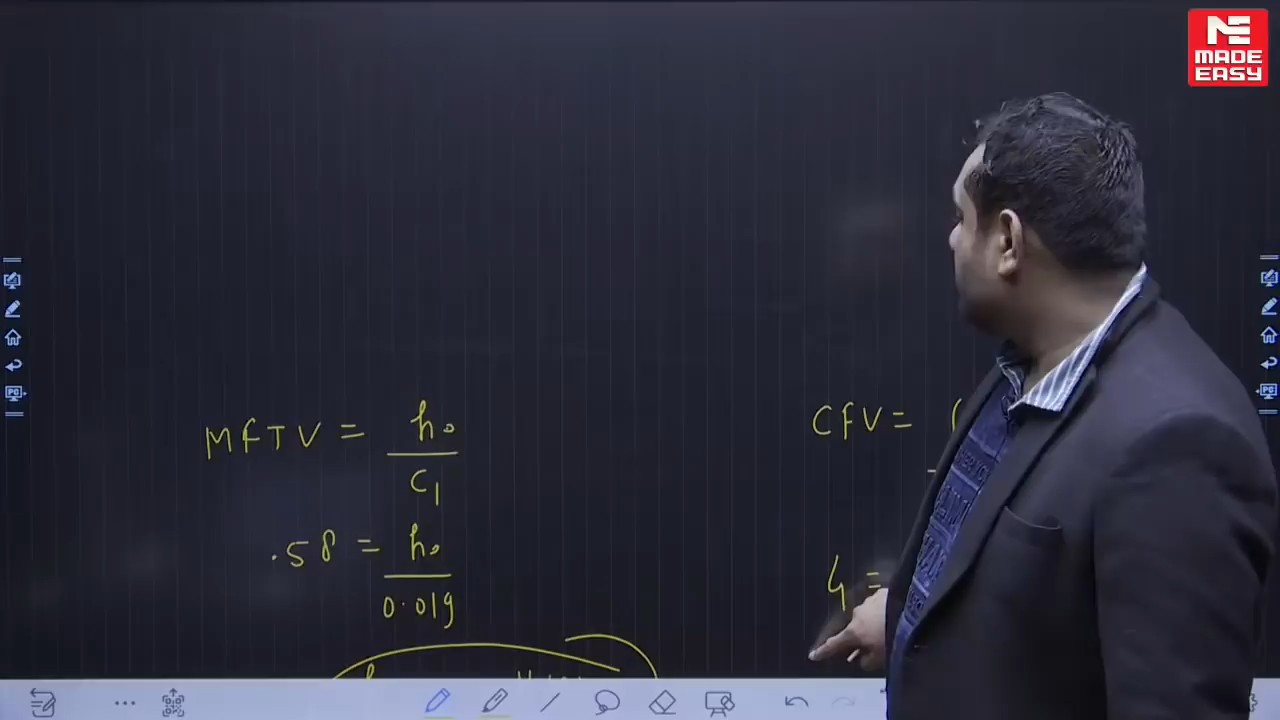 MADE
EASY
MFTV = h₀
C₁
CFV =
.58 = h₀
0.019
4 =